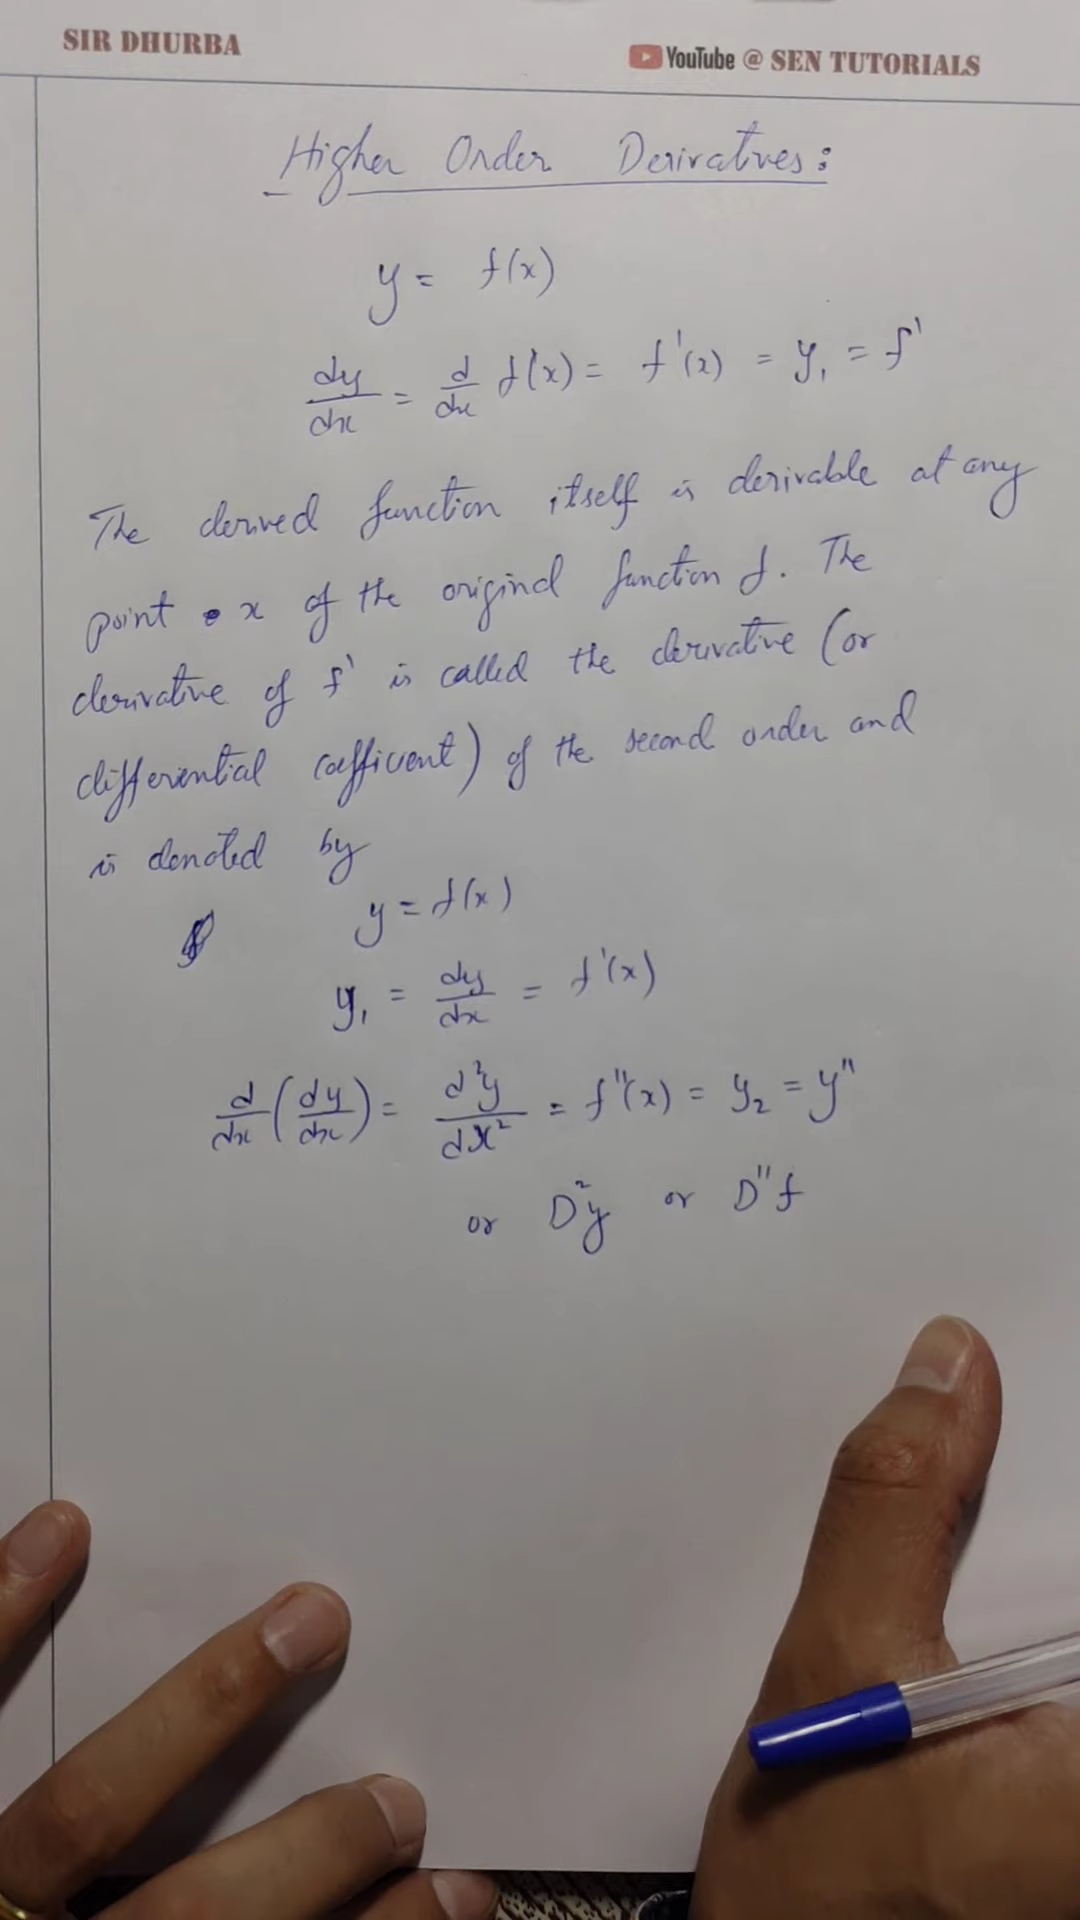 SIR DHURBA
YouTube @ SEN TUTORIALS
Higher Order Derivatives:
y = f(x)
dy/dx = d/dx f(x) = f'(x) = y₁ = f'
The derived function itself is derivable at any
point x of the original function f. The
derivative of f' is called the derivative (or
differential coefficient) of the second order and
is denoted by
y = f(x)
y₁ = dy/dx = f'(x)
d/dx (dy/dx) = d²y/dx² = f''(x) = y₂ = y''
or D²y or D''f